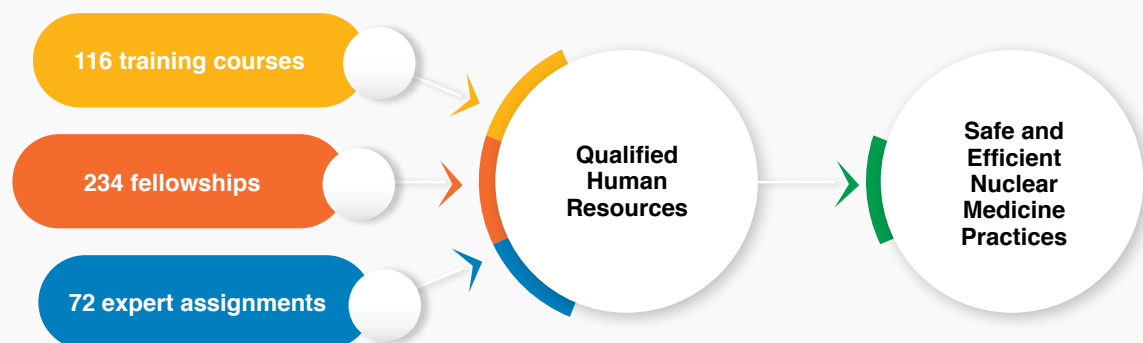 116 training courses
234 fellowships
72 expert assignments
Qualified
Human
Resources
Safe and
Efficient
Nuclear
Medicine
Practices